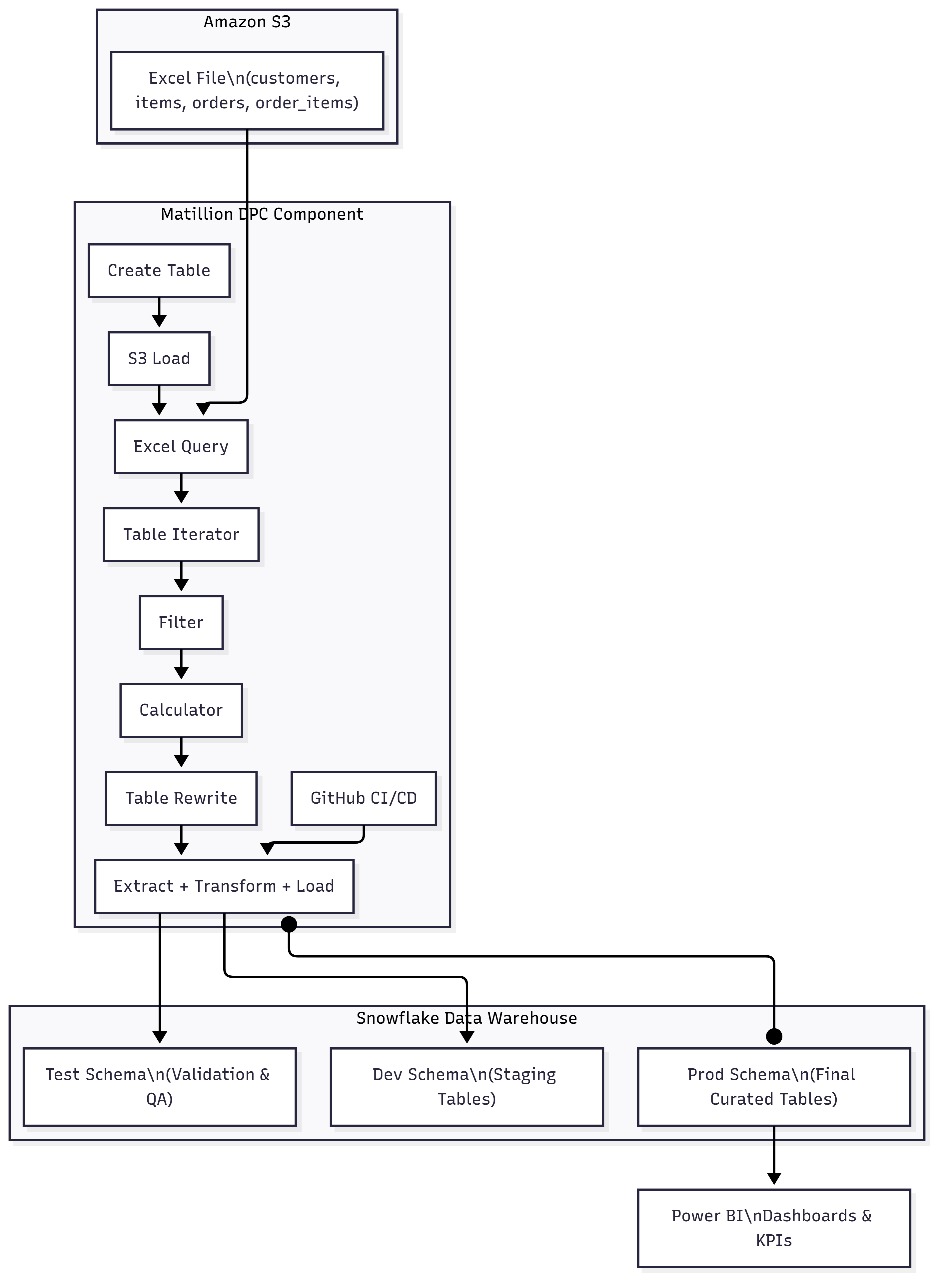 Amazon S3
Excel File\n(customers,
items, orders, order_items)
Matillion DPC Component
Create Table
S3 Load
Excel Query
Table Iterator
Filter
Calculator
Table Rewrite
GitHub CI/CD
Extract + Transform + Load
Snowflake Data Warehouse
Test Schema\n(Validation &
QA)
Dev Schema\n(Staging
Tables)
Prod Schema\n(Final
Curated Tables)
Power BI\nDashboards &
KPIs